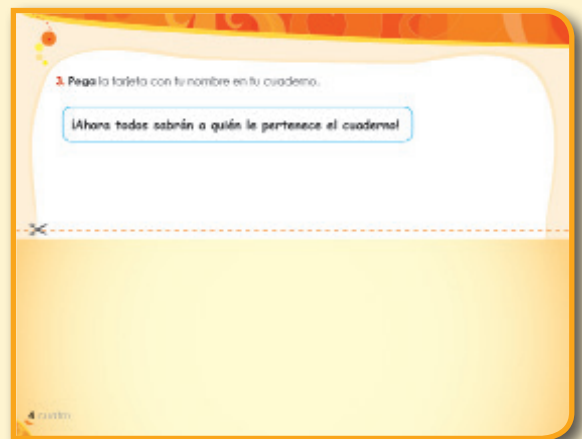 3. Pega la tarjeta con tu nombre en tu cuaderno.
¡Ahora todos sabrán a quién le pertenece el cuaderno!
4 cuatro